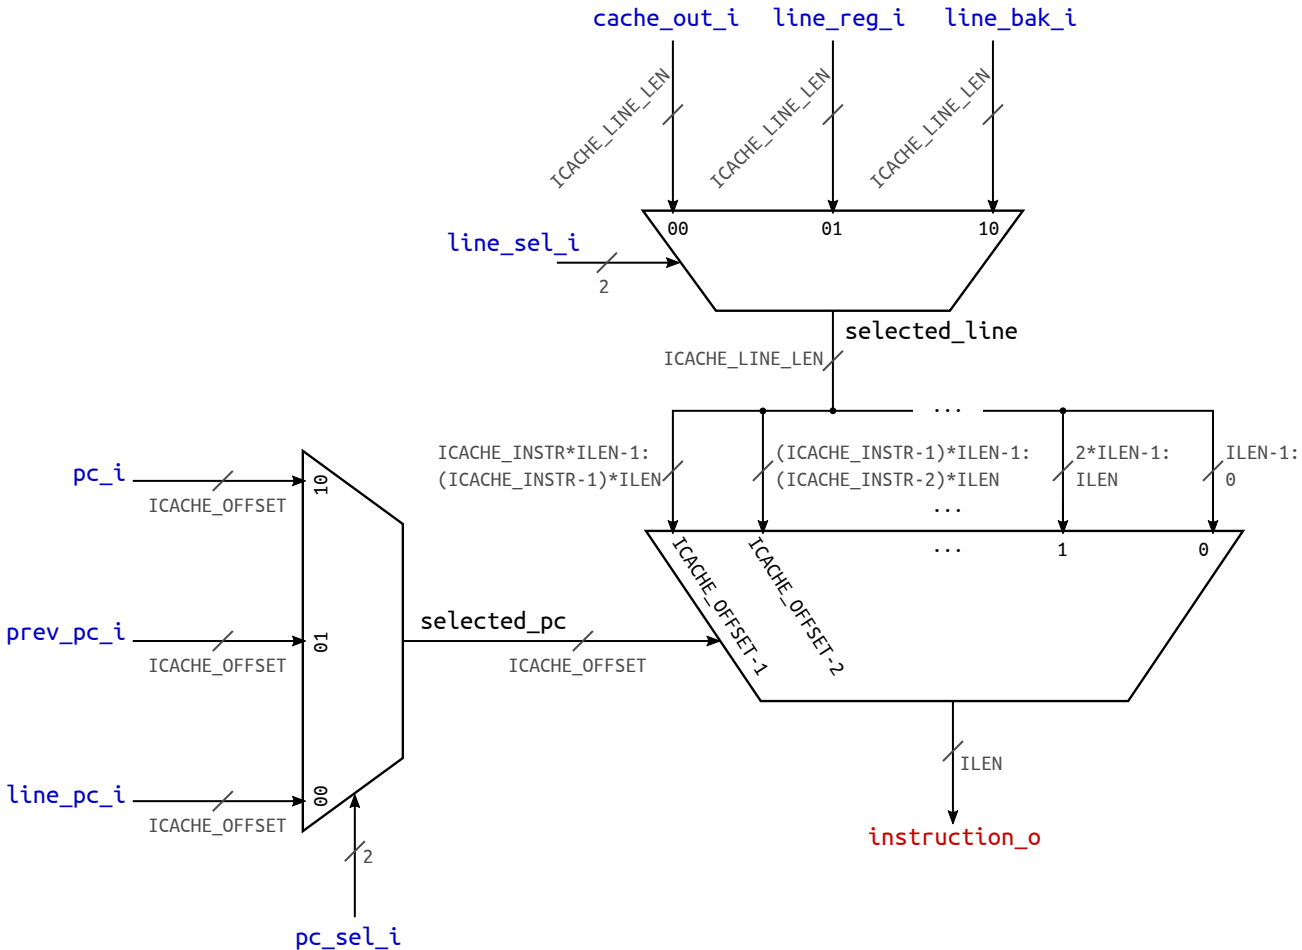 cache_out_i line_reg_i line_bak_i
ICACHE_LINE_LEN ICACHE_LINE_LEN ICACHE_LINE_LEN
00 01 10
line_sel_i
2
selected_line
ICACHE_LINE_LEN
...
ICACHE_INSTR*ILEN-1: (ICACHE_INSTR-1)*ILEN-1: 2*ILEN-1: ILEN-1:
(ICACHE_INSTR-1)*ILEN (ICACHE_INSTR-2)*ILEN ILEN 0
...
ICACHE_OFFSET-1 ICACHE_OFFSET-2 ... 1 0
pc_i
ICACHE_OFFSET
10
prev_pc_i
ICACHE_OFFSET
01
line_pc_i
ICACHE_OFFSET
00
selected_pc
ICACHE_OFFSET
2
pc_sel_i
ILEN
instruction_o